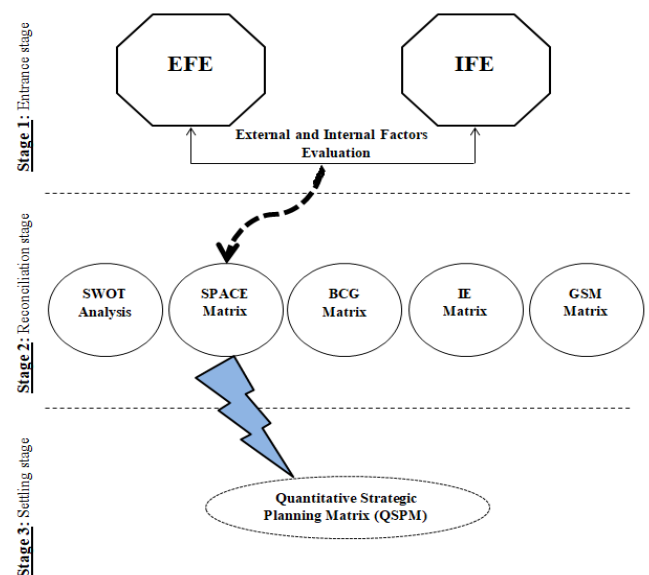 Stage 1: Entrance stage
EFE
IFE
External and Internal Factors
Evaluation
Stage 2: Reconciliation stage
SWOT
Analysis
SPACE
Matrix
BCG
Matrix
IE
Matrix
GSM
Matrix
Stage 3: Settling stage
Quantitative Strategic
Planning Matrix (QSPM)